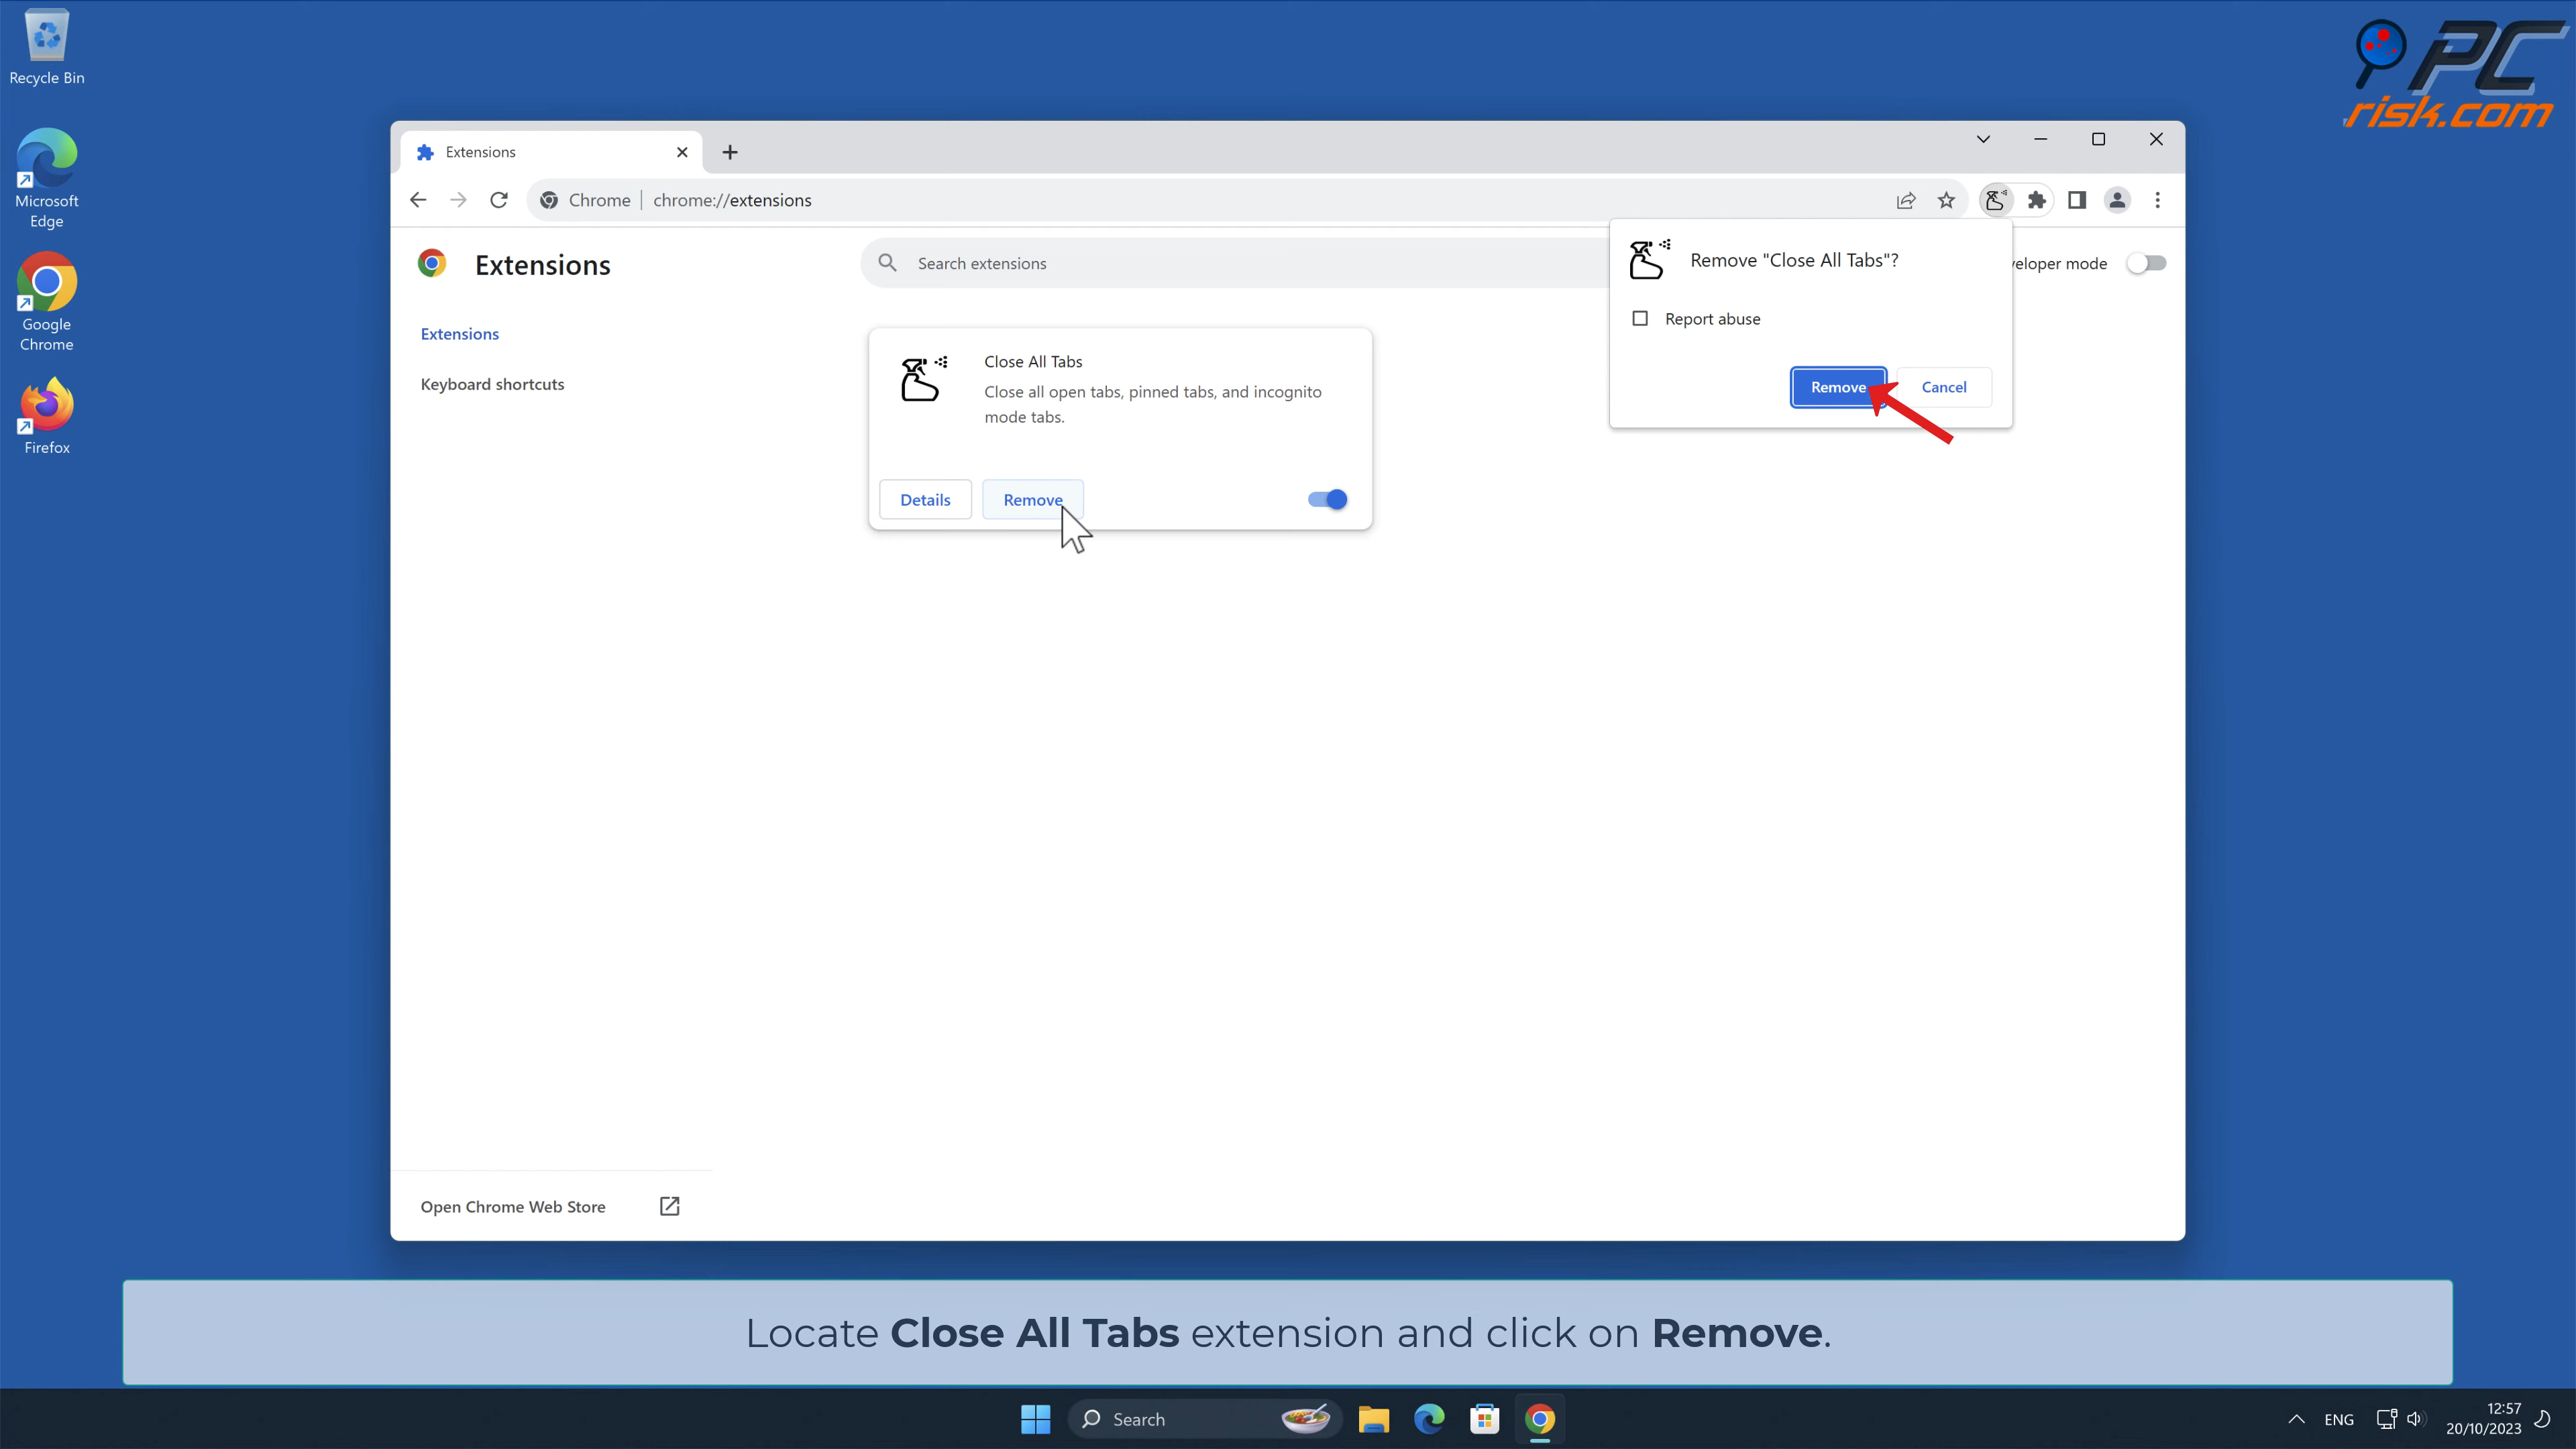 Recycle Bin
Microsoft
Edge
Google
Chrome
Firefox
PC
risk.com
Extensions
Chrome | chrome://extensions
Extensions
Search extensions
veloper mode
Extensions
Keyboard shortcuts
Close All Tabs
Close all open tabs, pinned tabs, and incognito
mode tabs.
Details
Remove
Remove "Close All Tabs"?
Report abuse
Remove
Cancel
Open Chrome Web Store
Locate Close All Tabs extension and click on Remove.
Search
ENG
12:57
20/10/2023